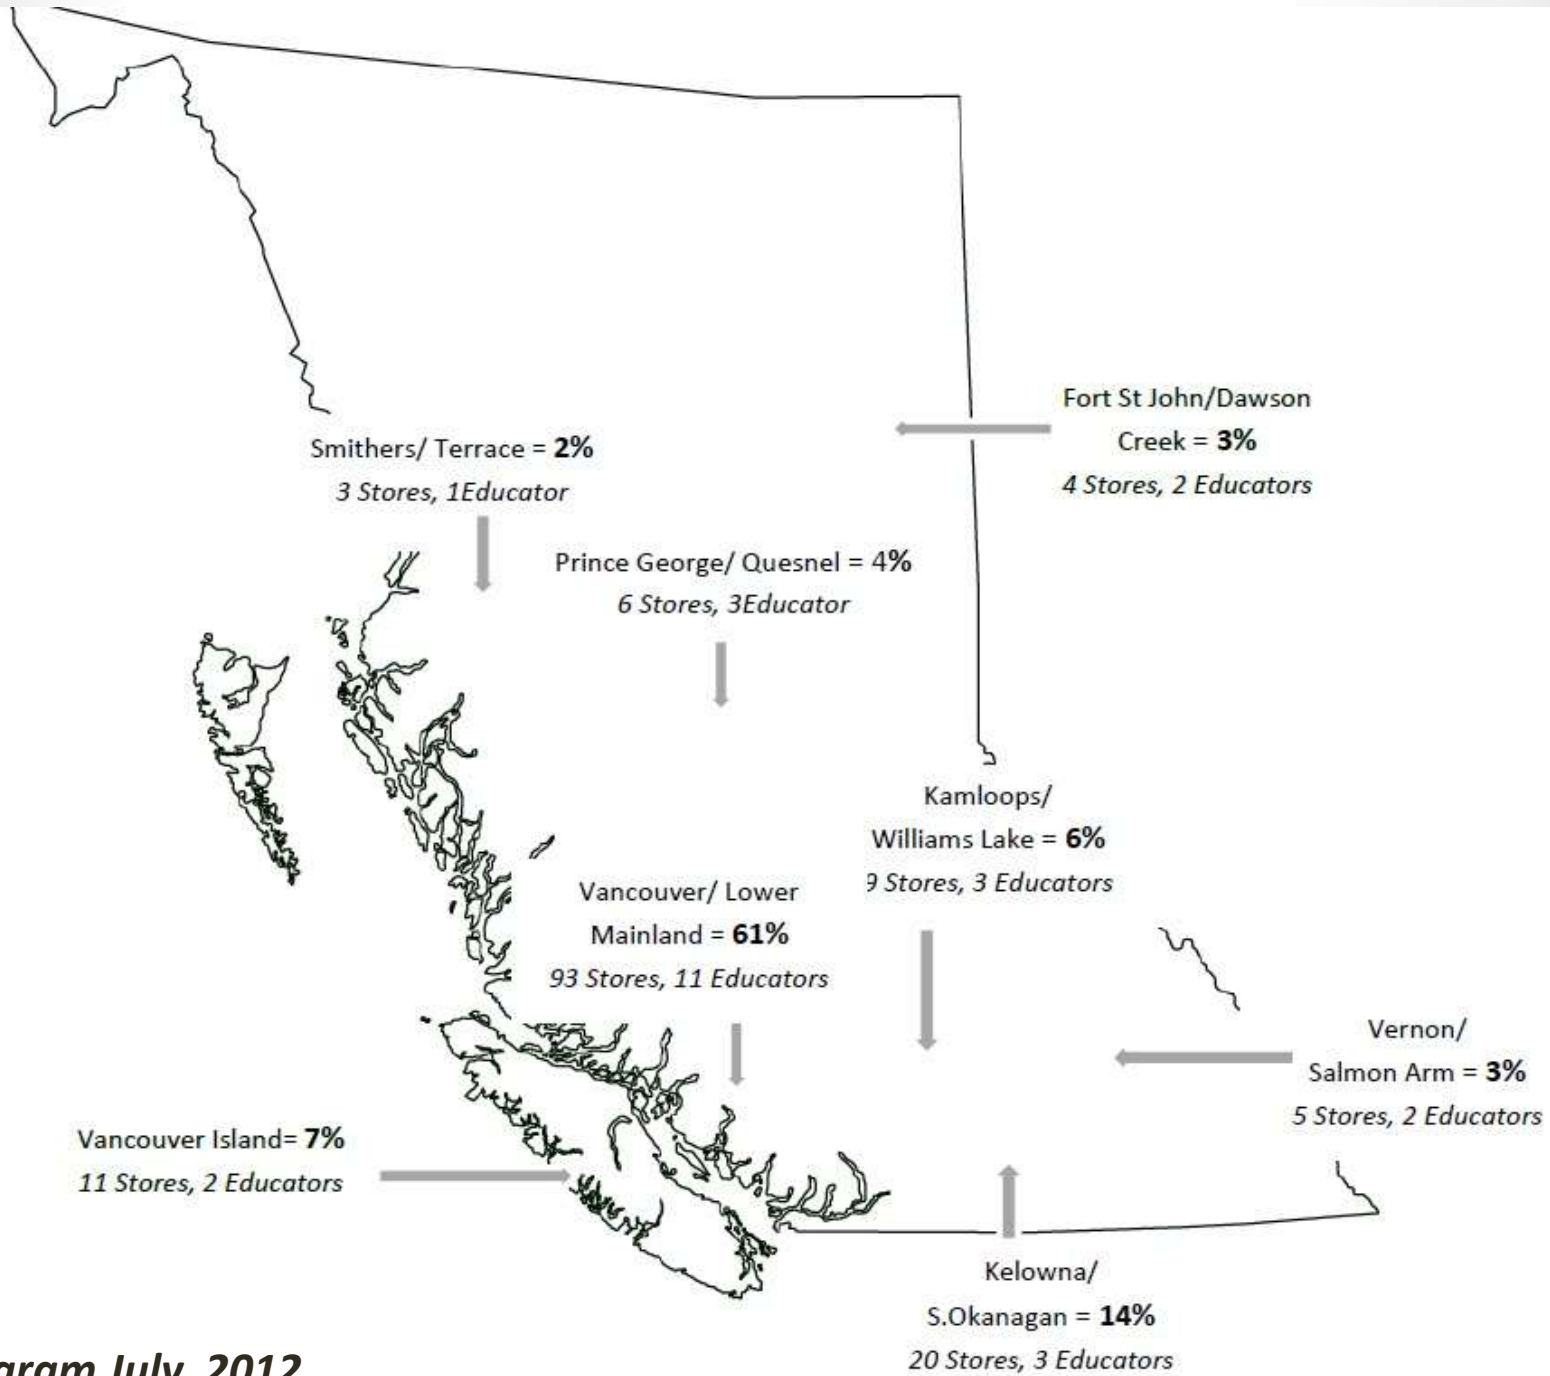 Fort St John/Dawson
Creek = 3%
4 Stores, 2 Educators
Smithers/ Terrace = 2%
3 Stores, 1Educator
Prince George/ Quesnel = 4%
6 Stores, 3Educator
Kamloops/
Williams Lake = 6%
9 Stores, 3 Educators
Vancouver/ Lower
Mainland = 61%
93 Stores, 11 Educators
Vernon/
Salmon Arm = 3%
5 Stores, 2 Educators
Vancouver Island= 7%
11 Stores, 2 Educators
Kelowna/
S.Okanagan = 14%
20 Stores, 3 Educators
July, 2012